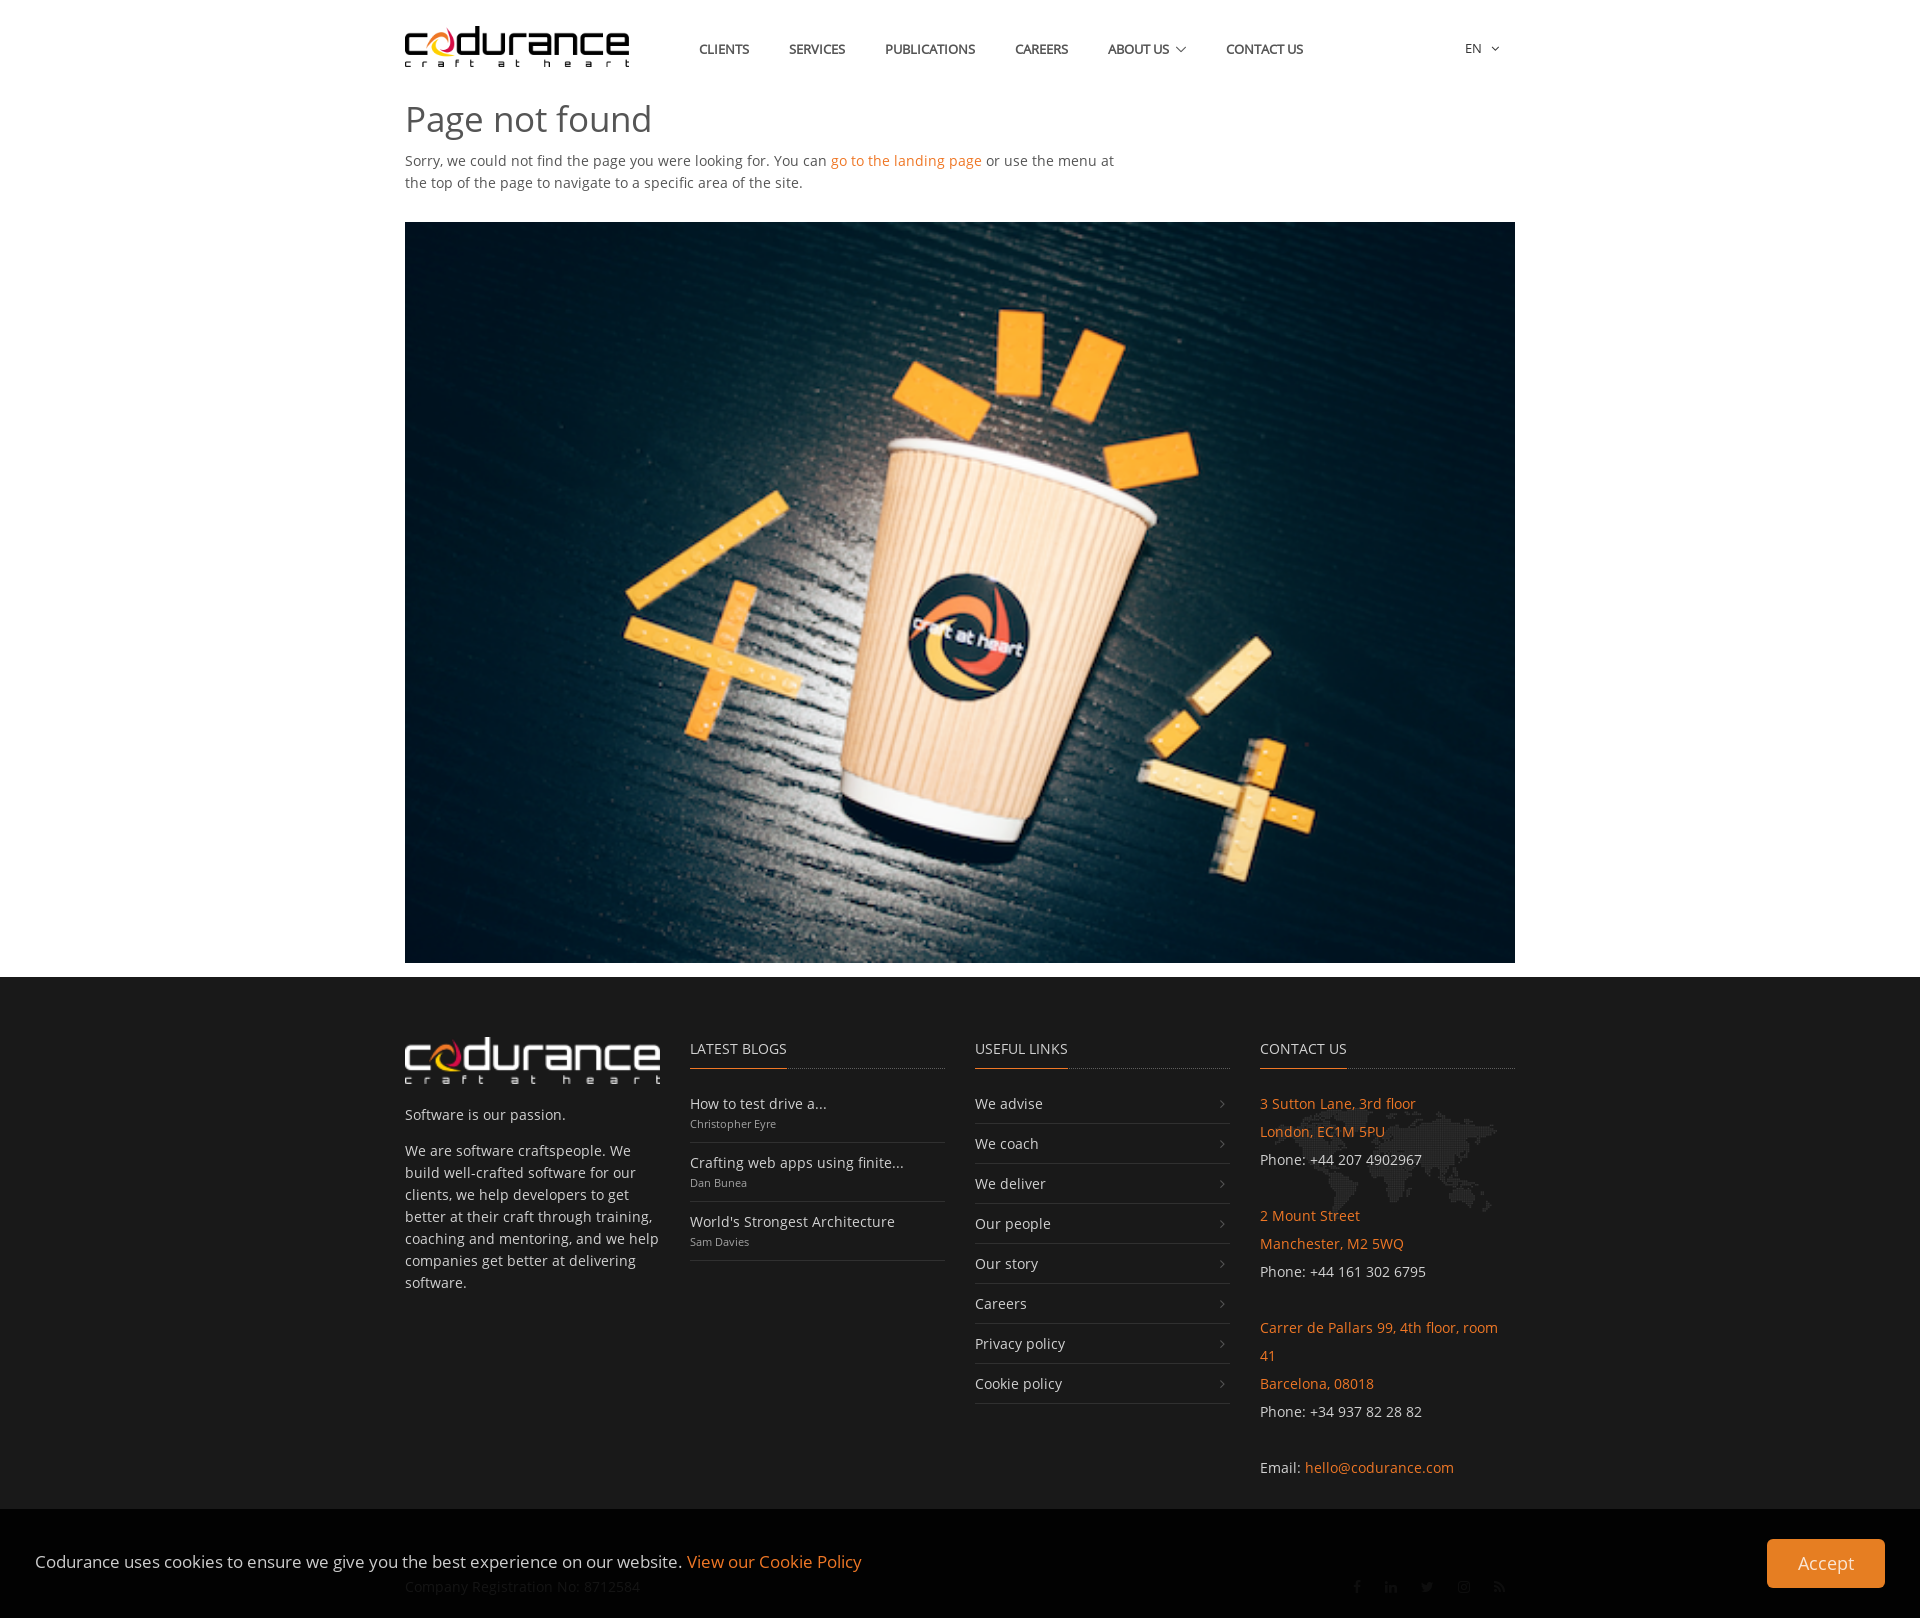 codurance
craft at heart
CLIENTS
SERVICES
PUBLICATIONS
CAREERS
ABOUT US
CONTACT US
EN
Page not found
Sorry, we could not find the page you were looking for. You can go to the landing page or use the menu at
the top of the page to navigate to a specific area of the site.
craft at heart
codurance
craft at heart
Software is our passion.
We are software craftspeople. We
build well-crafted software for our
clients, we help developers to get
better at their craft through training,
coaching and mentoring, and we help
companies get better at delivering
software.
LATEST BLOGS
How to test drive a...
Christopher Eyre
Crafting web apps using finite...
Dan Bunea
World's Strongest Architecture
Sam Davies
USEFUL LINKS
We advise
We coach
We deliver
Our people
Our story
Careers
Privacy policy
Cookie policy
CONTACT US
3 Sutton Lane, 3rd floor
London, EC1M 5PU
Phone: +44 207 4902967
2 Mount Street
Manchester, M2 5WQ
Phone: +44 161 302 6795
Carrer de Pallars 99, 4th floor, room
41
Barcelona, 08018
Phone: +34 937 82 28 82
Email: hello@codurance.com
Codurance uses cookies to ensure we give you the best experience on our website. View our Cookie Policy
Accept
Company Registration No: 8712584